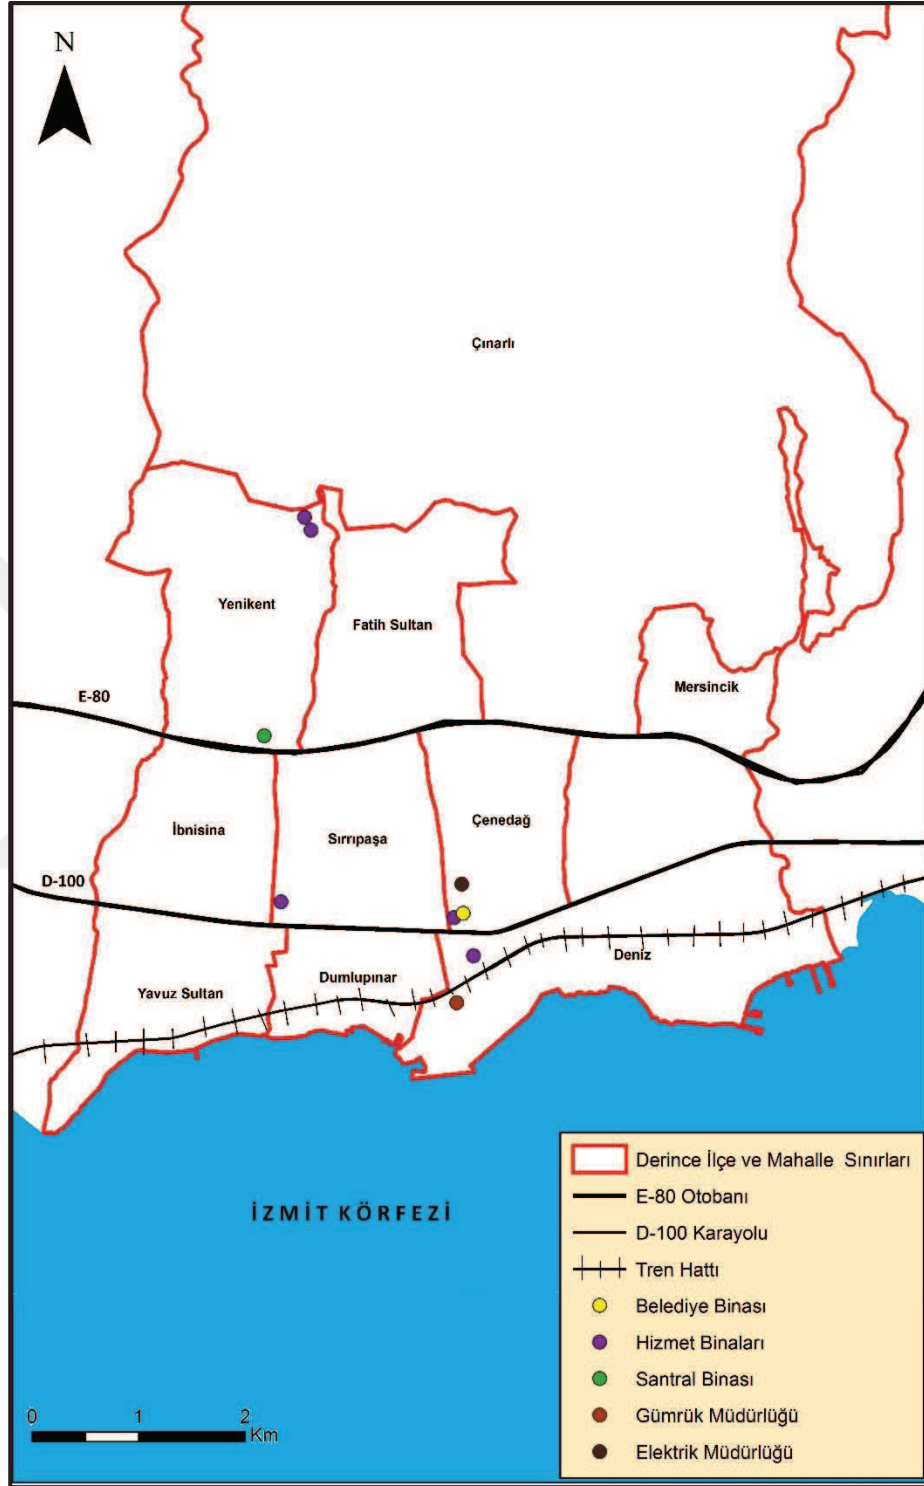 N
Çınarlı
Yenikent
Fatih Sultan
Mersincik
E-80
İbnisina
Sırrıpaşa
Çenedağ
D-100
Deniz
Dumlupınar
Yavuz Sultan
İZMİT KÖRFEZİ
Derince İlçe ve Mahalle Sınırları
E-80 Otobanı
D-100 Karayolu
Tren Hattı
Belediye Binası
Hizmet Binaları
Santral Binası
Gümrük Müdürlüğü
Elektrik Müdürlüğü
0 1 2
Km